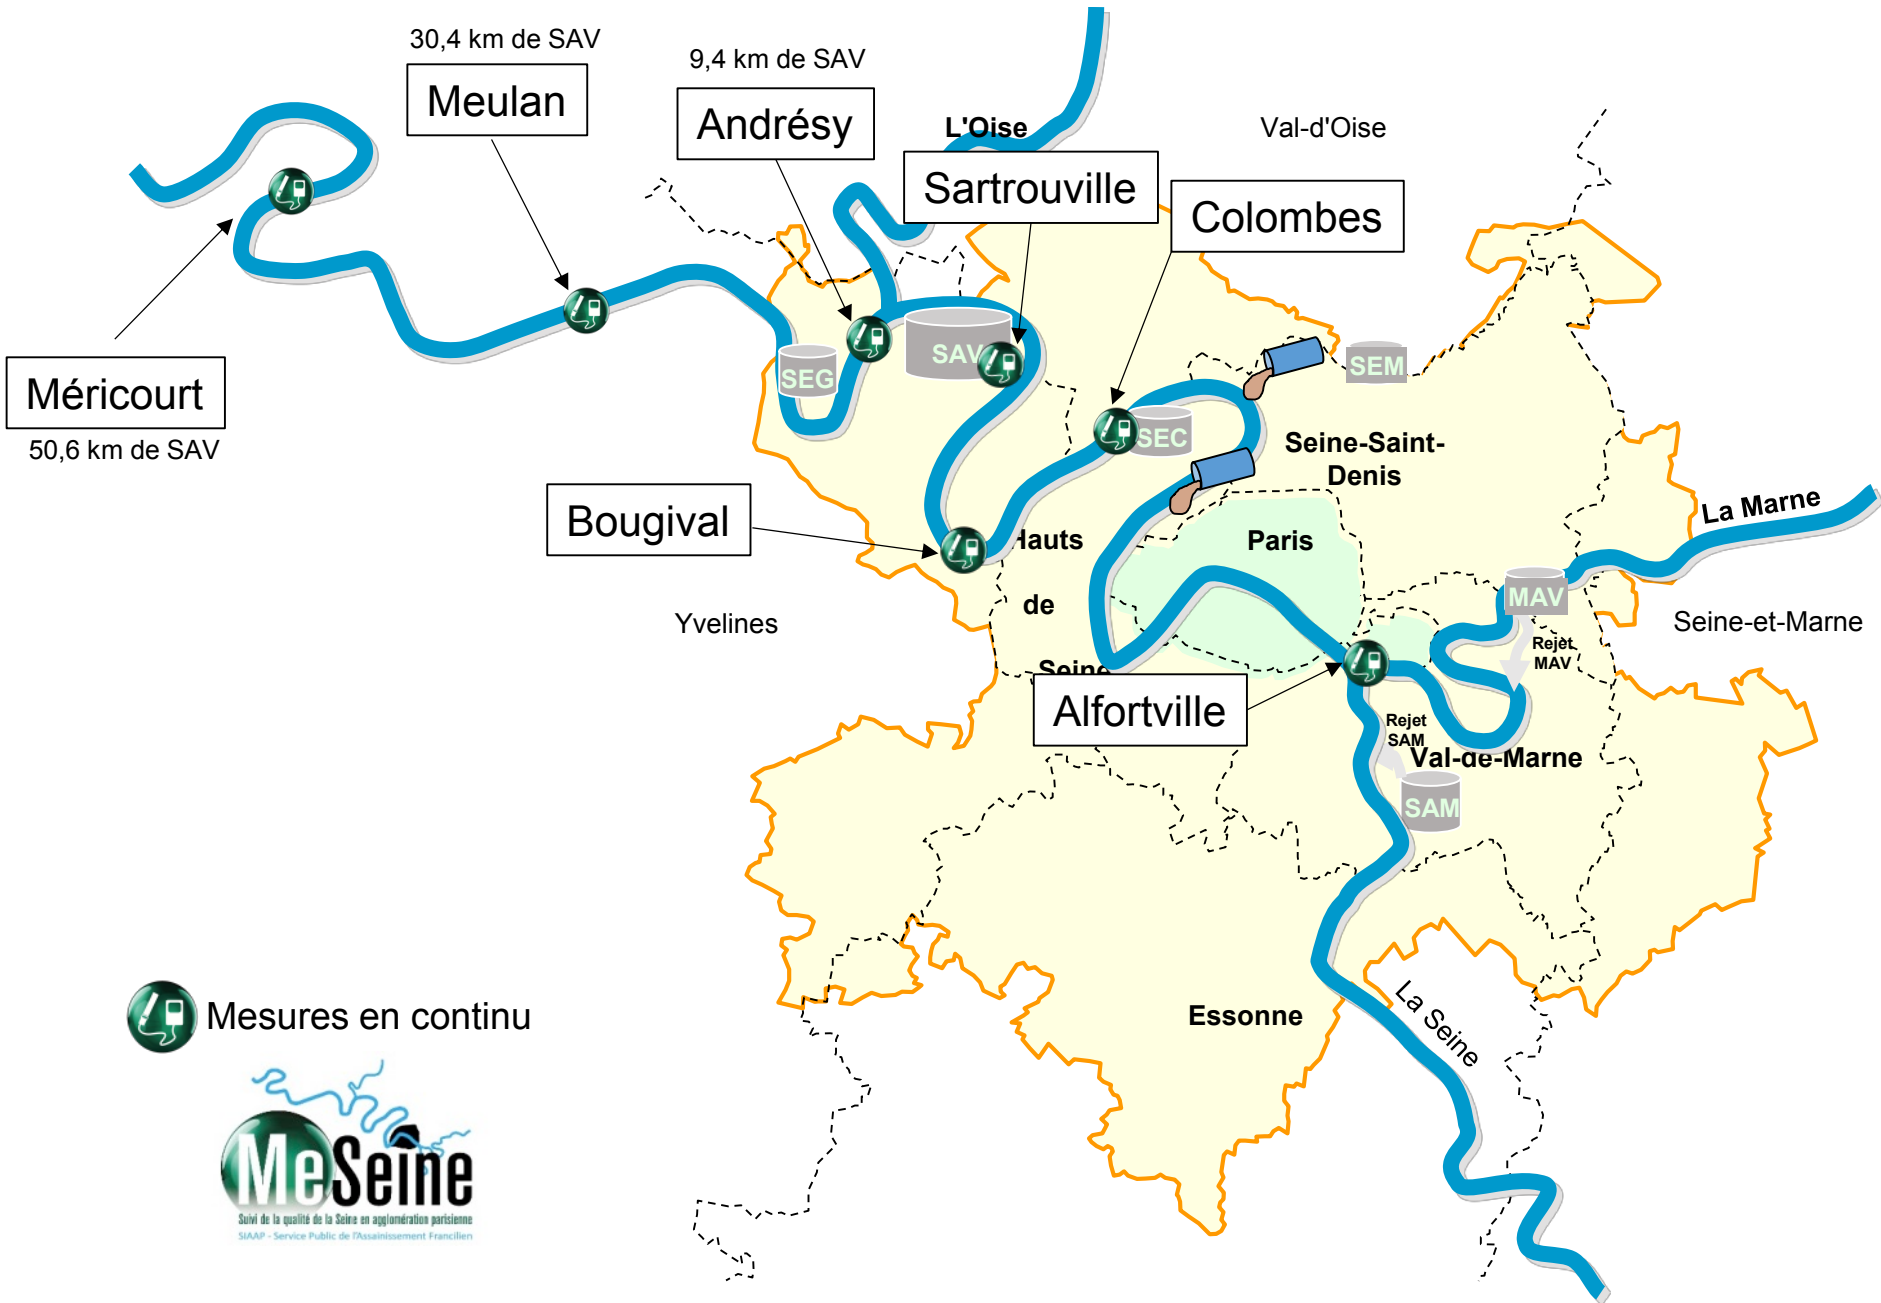 30,4 km de SAV
Meulan
9,4 km de SAV
Andrésy
L'Oise
Val-d'Oise
Sartrouville
Colombes
Méricourt
50,6 km de SAV
SEG
SAV
SEM
SEC
Seine-Saint-
Denis
La Marne
Bougival
Hauts
de
Seine
Paris
MAV
Yvelines
Seine-et-Marne
Rejet
MAV
Alfortville
Rejet
SAM
Val-de-Marne
SAM
La Seine
Essonne
Mesures en continu
MeSeine
Suivi de la qualité de la Seine en agglomération parisienne
SIAAP - Service Public de l'Assainissement Francilien